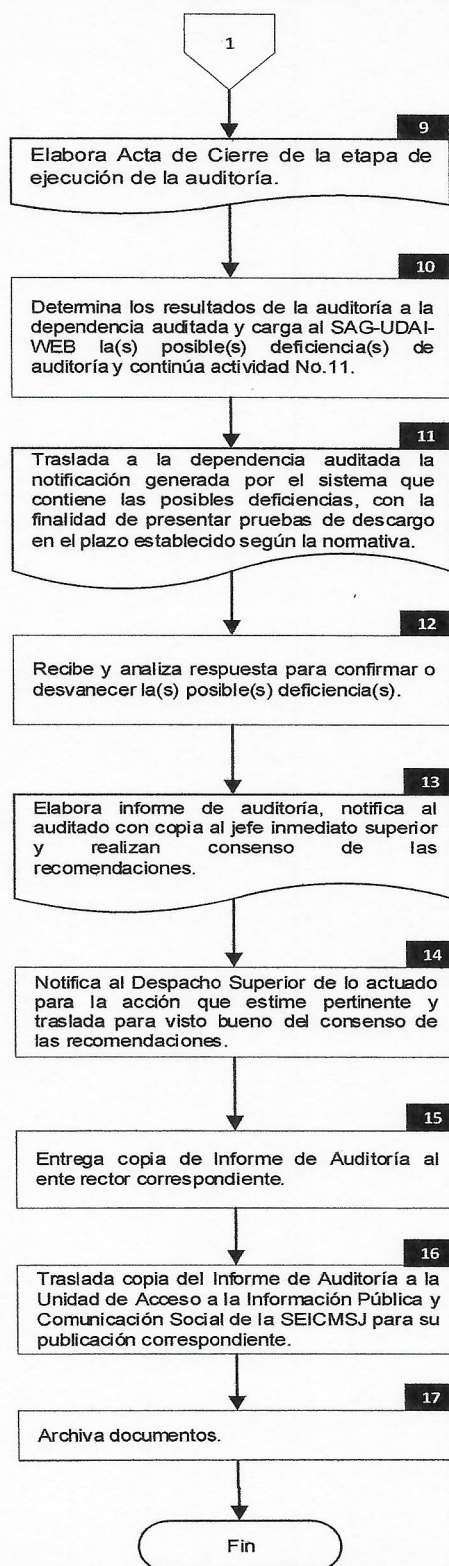 1
9
Elabora Acta de Cierre de la etapa de
ejecución de la auditoría.
10
Determina los resultados de la auditoría a la
dependencia auditada y carga al SAG-UDAI-
WEB la(s) posible(s) deficiencia(s) de
auditoría y continúa actividad No.11.
11
Traslada a la dependencia auditada la
notificación generada por el sistema que
contiene las posibles deficiencias, con la
finalidad de presentar pruebas de descargo
en el plazo establecido según la normativa.
12
Recibe y analiza respuesta para confirmar o
desvanecer la(s) posible(s) deficiencia(s).
13
Elabora informe de auditoría, notifica al
auditado con copia al jefe inmediato superior
y realizan consenso de las
recomendaciones.
14
Notifica al Despacho Superior de lo actuado
para la acción que estime pertinente y
traslada para visto bueno del consenso de
las recomendaciones.
15
Entrega copia de Informe de Auditoría al
ente rector correspondiente.
16
Traslada copia del Informe de Auditoría a la
Unidad de Acceso a la Información Pública y
Comunicación Social de la SEICMSJ para su
publicación correspondiente.
17
Archiva documentos.
Fin